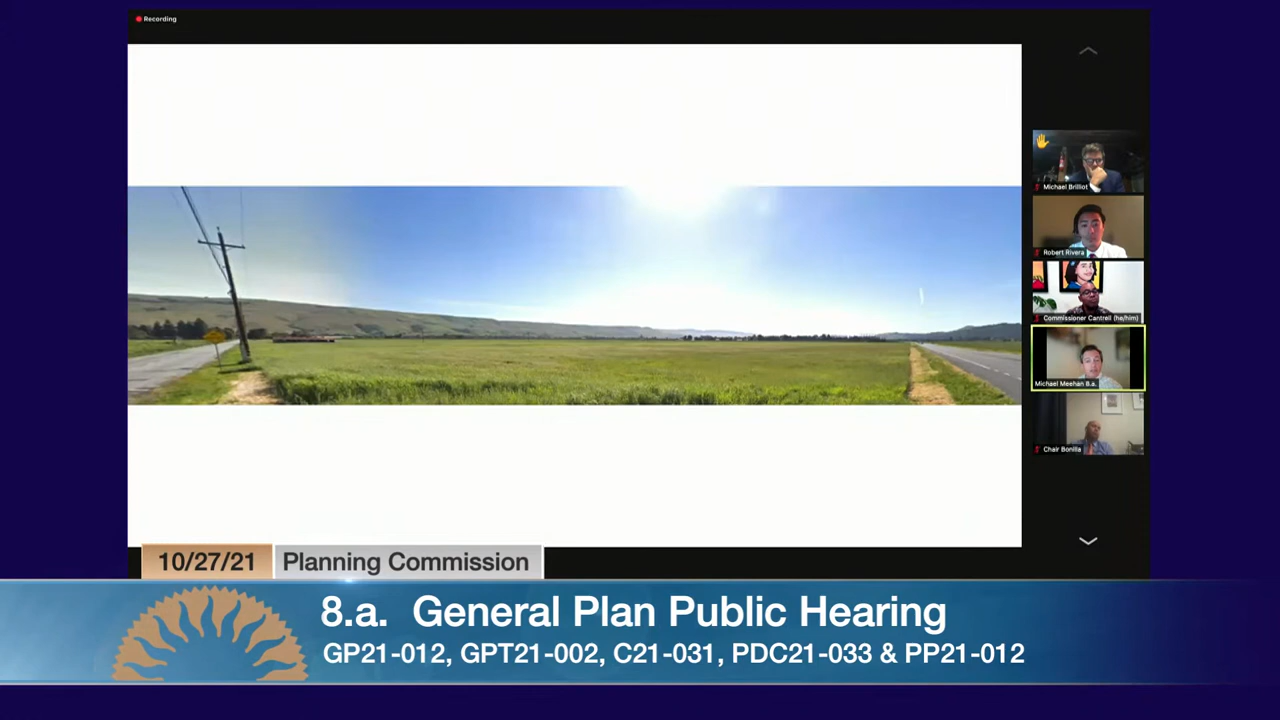 Recording
Michael Brilliot
Robert Rivera
Commissioner Cantrell (he/him)
Michael Meehan 8.a.
Chair Bonilla
10/27/21 Planning Commission
8.a. General Plan Public Hearing
GP21-012, GPT21-002, C21-031, PDC21-033 & PP21-012